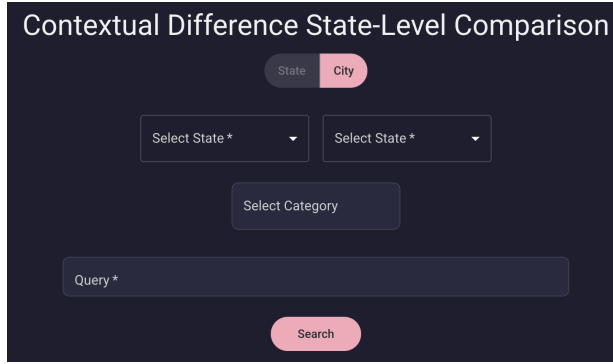 Contextual Difference State-Level Comparison
State City
Select State * Select State *
Select Category
Query *
Search